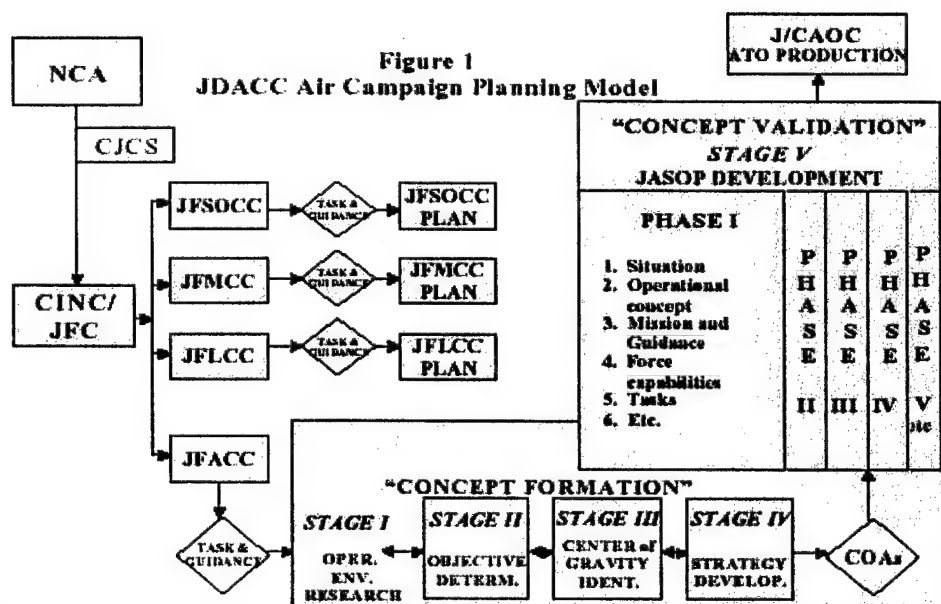 NCA
Figure 1
JDACC Air Campaign Planning Model
J/CAOC
ATO PRODUCTION
CJCS
"CONCEPT VALIDATION"
STAGE V
JASOP DEVELOPMENT
JFSOCC
TASK &
GUIDANCE
JFSOCC
PLAN
JFMCC
TASK &
GUIDANCE
JFMCC
PLAN
CINC/
JFC
JFLCC
TASK &
GUIDANCE
JFLCC
PLAN
PHASE I
1. Situation
2. Operational
concept
3. Mission and
Guidance
4. Force
capabilities
5. Tasks
6. Etc.
PHASE II
PHASE III
PHASE IV
PHASE V
JFACC
TASK &
GUIDANCE
"CONCEPT FORMATION"
STAGE I
OPER.
ENV.
RESEARCH
STAGE II
OBJECTIVE
DETERM.
STAGE III
CENTER of
GRAVITY
IDENT.
STAGE IV
STRATEGY
DEVELOP.
COAs